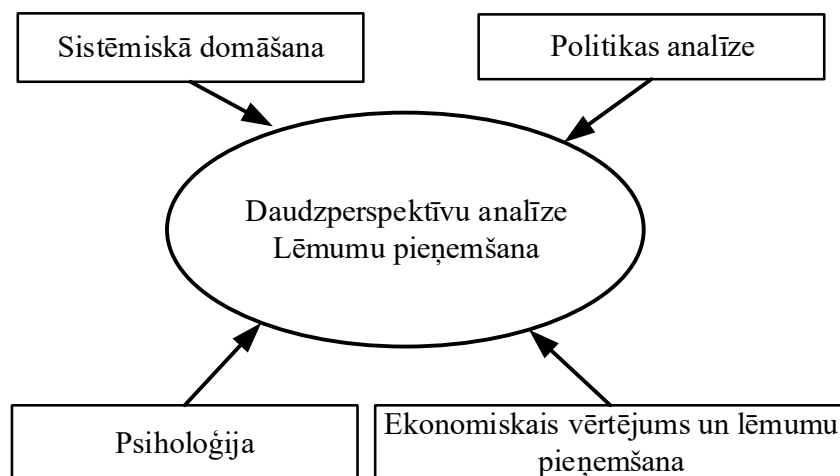 Sistēmiskā domāšana
Politikas analīze
Daudzperspektīvu analīze
Lēmumu pieņemšana
Psiholoģija
Ekonomiskais vērtējums un lēmumu
pieņemšana